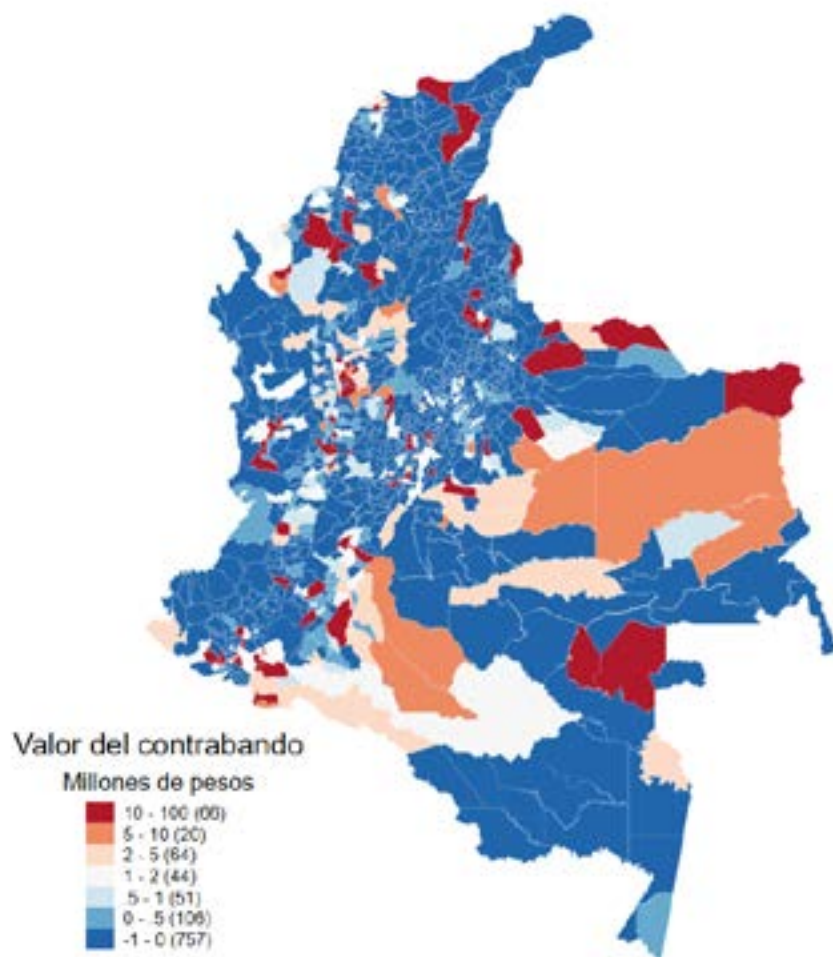 Valor del contrabando
Millones de pesos
10 - 100 (66)
5 - 10 (20)
2 - 5 (64)
1 - 2 (44)
.5 - 1 (51)
0 - .5 (106)
-1 - 0 (757)